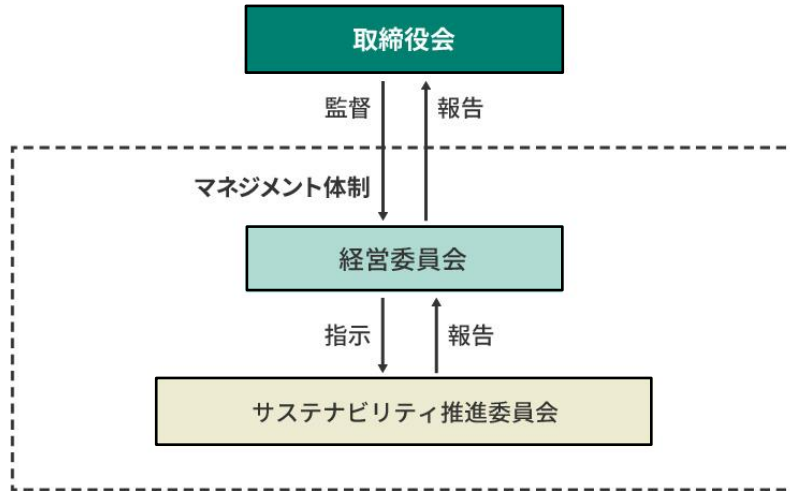 取締役会
監督
報告
マネジメント体制
経営委員会
指示
報告
サステナビリティ推進委員会